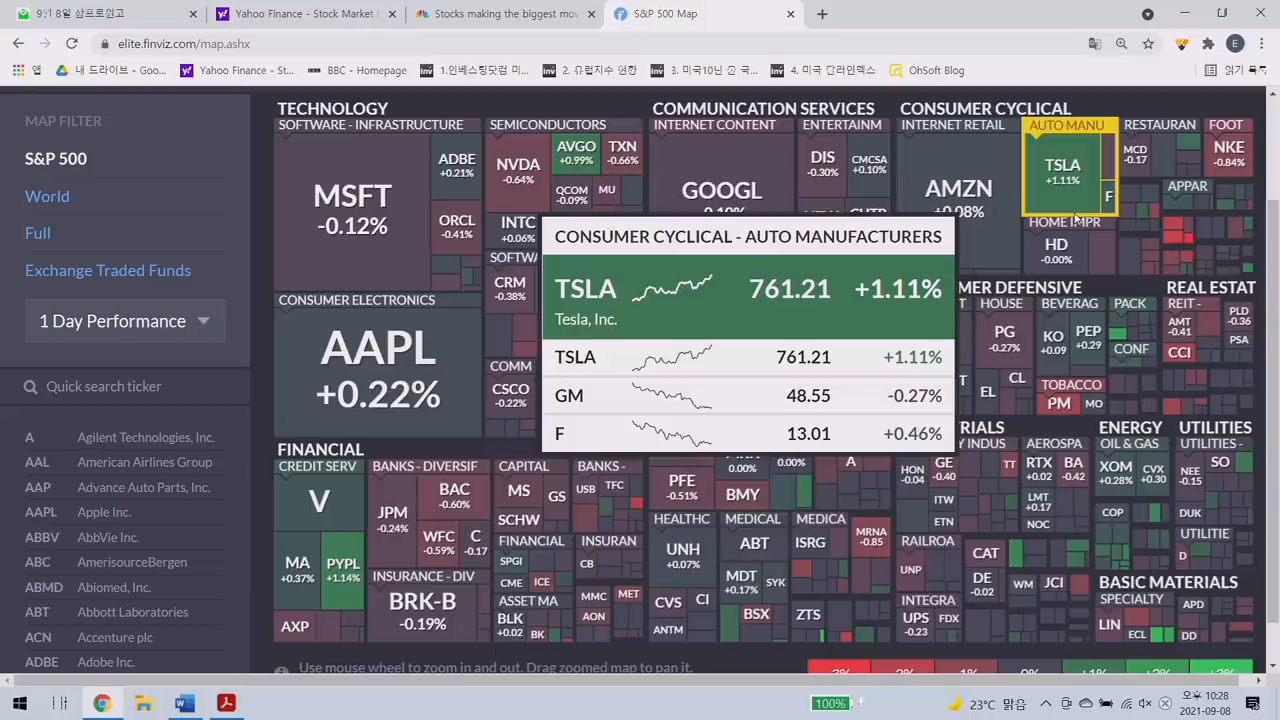 9월 8일 삼프로낀고
Yahoo Finance - Stock Market L
Stocks making the biggest mov
S&P 500 Map
elite.finviz.com/map.ashx
E
앱
내 드라이브 - Goo...
Yahoo Finance - St...
BBC - Homepage
1.인베스팅닷컴 미...
2. 유럽지수 현황
3. 미국10년 분 국...
4. 미국 달러인덱스
OhSoft Blog
읽기 목록
MAP FILTER
S&P 500
World
Full
Exchange Traded Funds
1 Day Performance
Quick search ticker
A Agilent Technologies, Inc.
AAL American Airlines Group
AAP Advance Auto Parts, Inc.
AAPL Apple Inc.
ABBV AbbVie Inc.
ABC AmerisourceBergen
ABMD Abiomed, Inc.
ABT Abbott Laboratories
ACN Accenture plc
ADBE Adobe Inc.
TECHNOLOGY
SOFTWARE - INFRASTRUCTURE
MSFT
-0.12%
ADBE
+0.21%
ORCL
-0.41%
SEMICONDUCTORS
NVDA
-0.64%
AVGO
+0.99%
TXN
-0.66%
QCOM
-0.09%
MU
INTC
+0.06%
SOFTWA
CRM
-0.38%
CONSUMER ELECTRONICS
AAPL
+0.22%
COMM
CSCO
-0.22%
COMMUNICATION SERVICES
INTERNET CONTENT
GOOGL
ENTERTAINM
DIS
-0.30%
CMCSA
+0.10%
CONSUMER CYCLICAL
INTERNET RETAIL
AMZN
+0.08%
AUTO MANU
TSLA
+1.11%
F
RESTAURAN
MCD
-0.17
FOOT
NKE
-0.84%
APPAR
HOME IMPR
HD
-0.00%
CONSUMER CYCLICAL - AUTO MANUFACTURERS
TSLA 761.21 +1.11%
Tesla, Inc.
TSLA 761.21 +1.11%
GM 48.55 -0.27%
F 13.01 +0.46%
MER DEFENSIVE
HOUSE
PG
-0.27%
BEVERAG
KO
+0.09
PEP
+0.29
PACK
CONF
EL
CL
TOBACCO
PM
MO
REAL ESTAT
REIT -
AMT
-0.41
PLD
-0.36
PSA
CCI
FINANCIAL
CREDIT SERV
V
MA
+0.37%
PYPL
+1.14%
AXP
BANKS - DIVERSIF
JPM
-0.24%
BAC
-0.60%
WFC
-0.59%
C
-0.17
INSURANCE - DIV
BRK-B
-0.19%
CAPITAL
MS
GS
SCHW
BANKS -
USB
TFC
FINANCIAL
SPGI
CME
ICE
INSURAN
CB
MMC
MET
AON
ASSET MA
BLK
+0.02
BK
0.00%
0.00%
A
PFE
-0.51%
BMY
HEALTHC
UNH
+0.07%
CVS
CI
ANTM
MEDICAL
ABT
MDT
+0.17%
SYK
BSX
MEDICA
ISRG
MRNA
-0.85
ZTS
RIALS
Y INDUS
HON
-0.04
GE
-0.40
TT
ITW
ETN
AEROSPA
RTX
+0.02
BA
-0.42
LMT
+0.17
NOC
RAILROA
UNP
CAT
DE
-0.02
WM
JCI
INTEGRA
UPS
-0.23
FDX
ENERGY
OIL & GAS
XOM
+0.28%
CVX
+0.30
COP
UTILITIES
UTILITIES -
NEE
-0.15
SO
DUK
UTILITIE
D
BASIC MATERIALS
SPECIALTY
LIN
ECL
APD
DD
Use mouse wheel to zoom in and out. Drag zoomed map to pan it.
-3% -2% -1% 0% +1% +2% +3%
100%
23°C 맑음
오후 10:28
2021-09-08